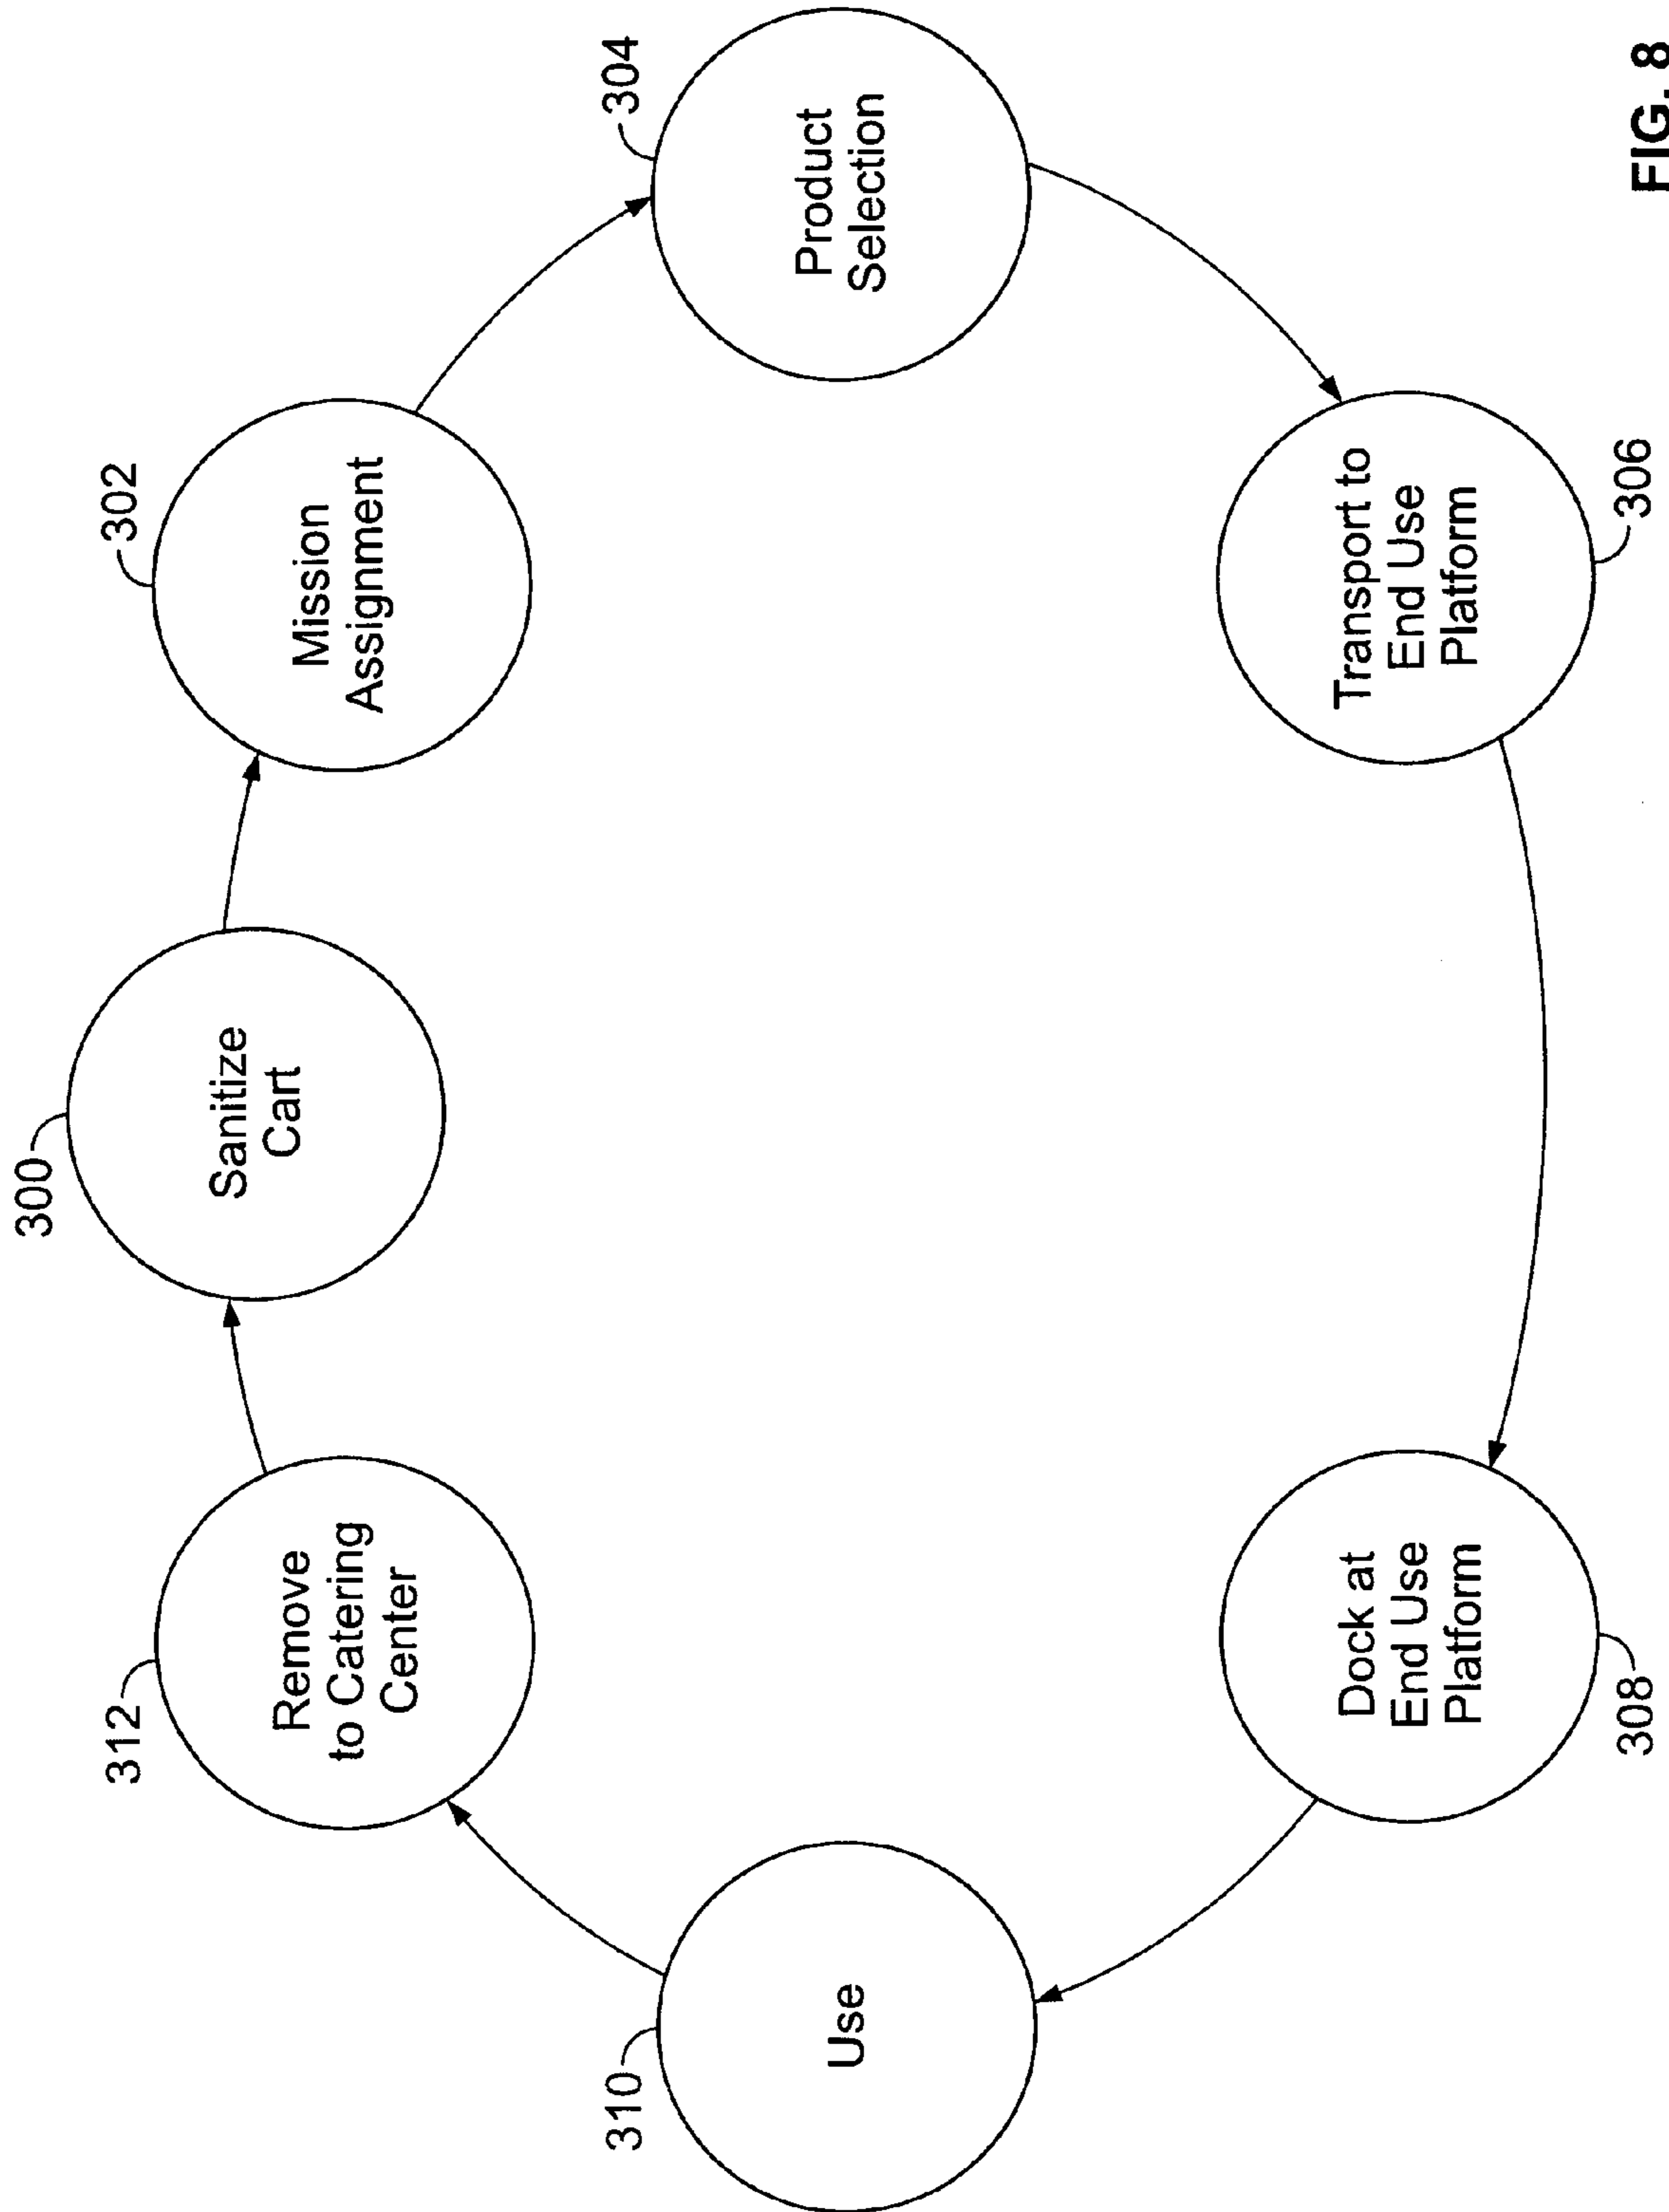 300
Sanitize
Cart
302
Mission
Assignment
304
Product
Selection
Transport to
End Use
Platform
306
Dock at
End Use
Platform
308
310
Use
312
Remove
to Catering
Center
FIG. 8